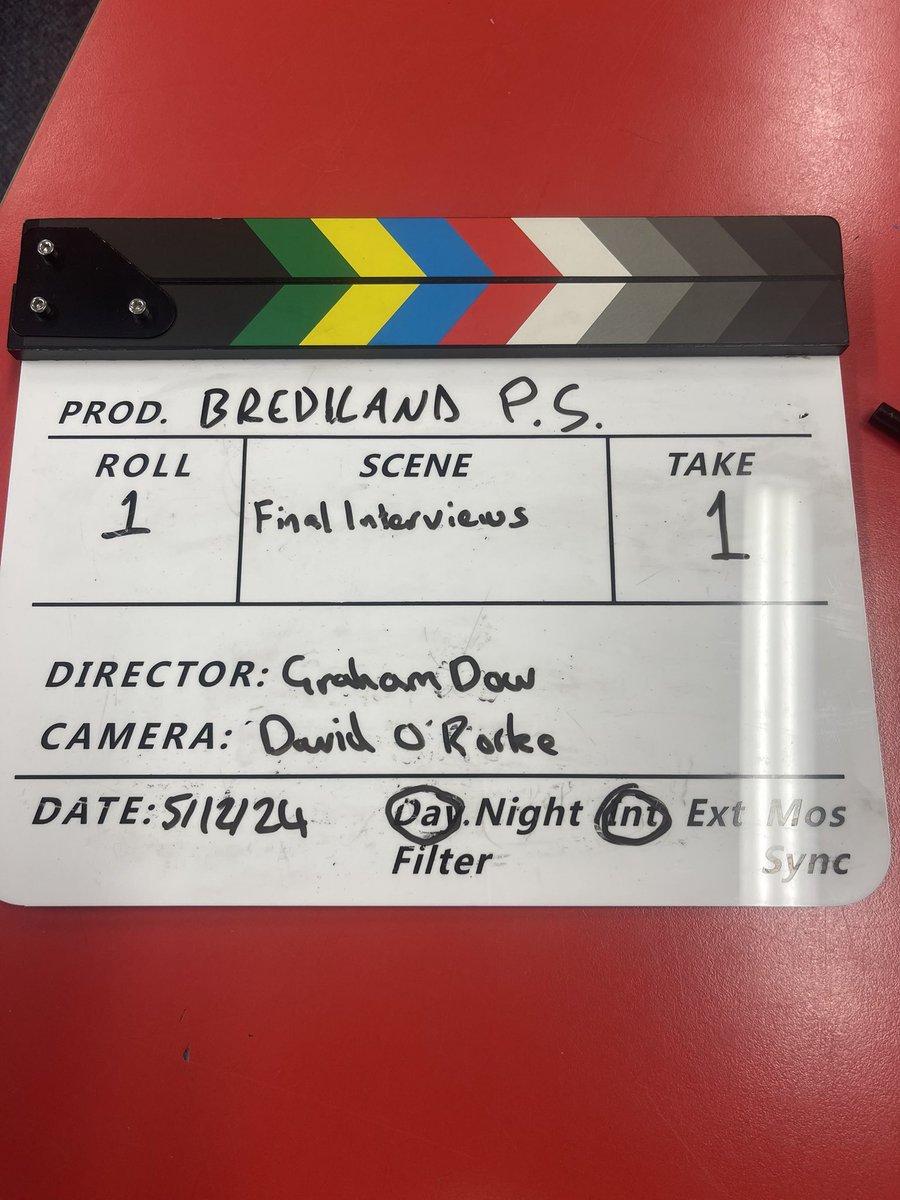 PROD. BREDILAND P.S.
ROLL SCENE TAKE
1 Final Interviews 1
DIRECTOR: Graham Dow
CAMERA: David O'Rorke
DATE: 5/12/24 Day. Night Int Ext Mos
Filter Sync